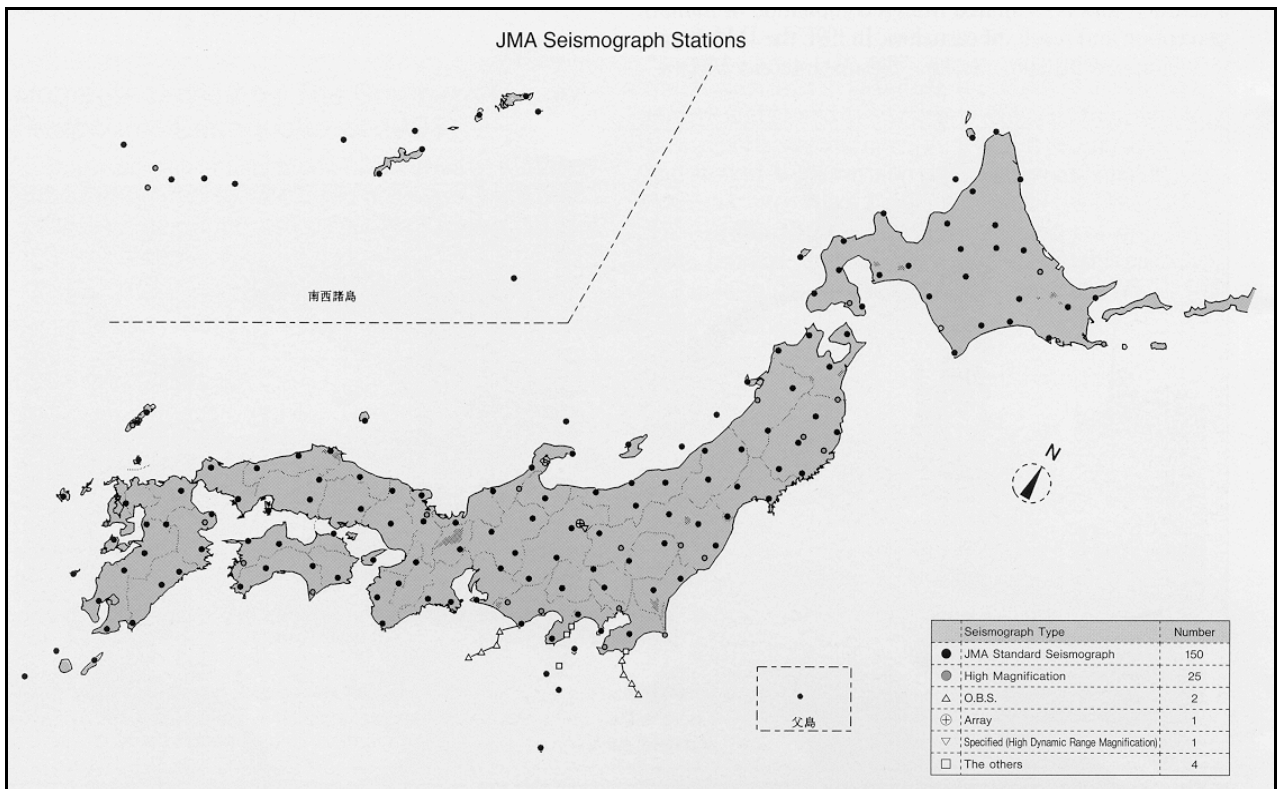 JMA Seismograph Stations
南西諸島
N
父島
Seismograph Type Number
JMA Standard Seismograph 150
High Magnification 25
O.B.S. 2
Array 1
Specified (High Dynamic Range Magnification) 1
The others 4